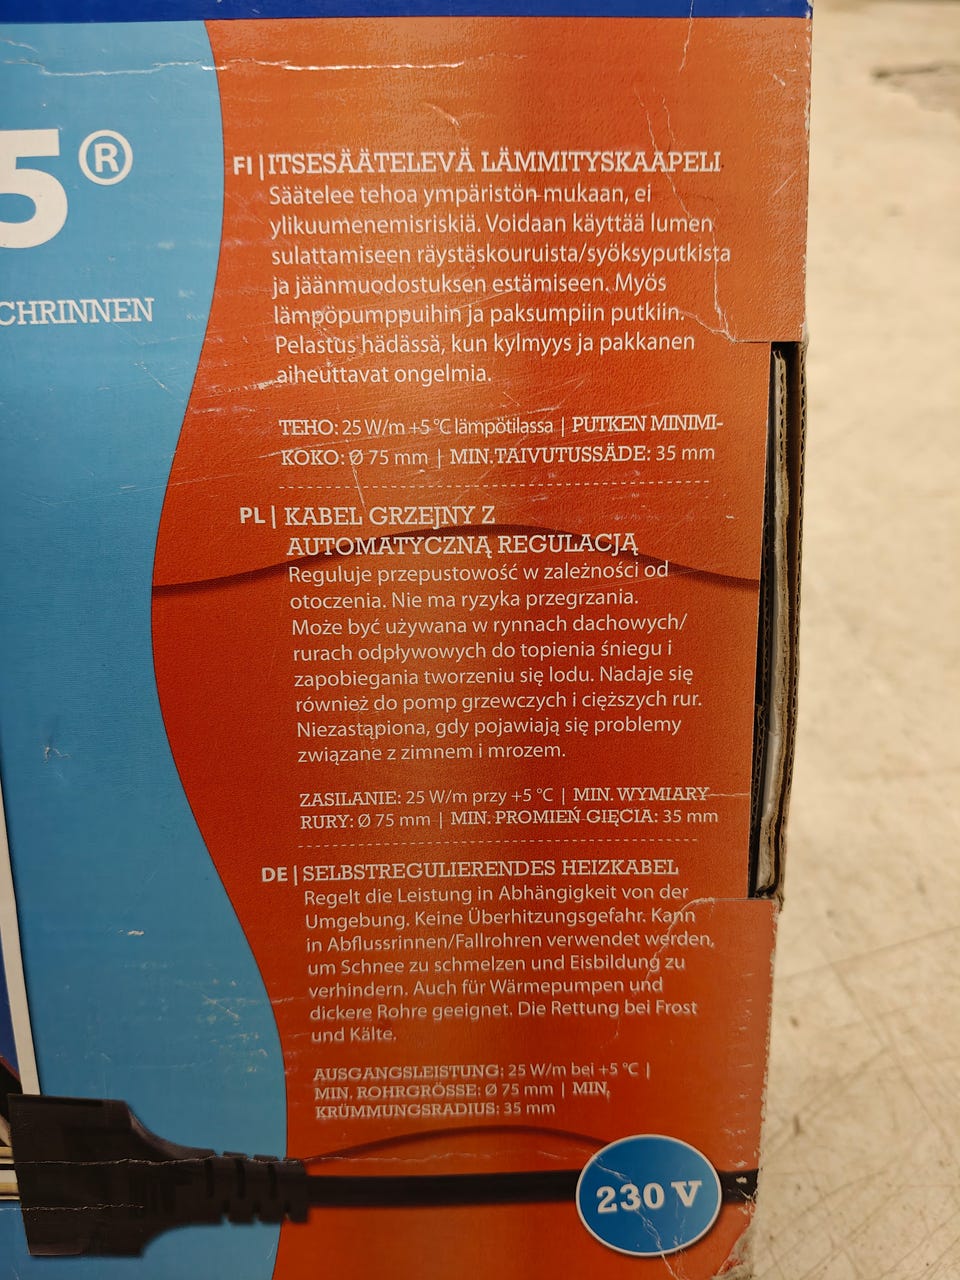 5®
CHRINNEN
FI | ITSESÄÄTELEVÄ LÄMMITYSKAAPELI
Säätelee tehoa ympäristön mukaan, ei
ylikuumenemisriskiä. Voidaan käyttää lumen
sulattamiseen räystäskouruista/syöksyputkista
ja jäänmuodostuksen estämiseen. Myös
lämpöpumppuihin ja paksumpiin putkiin.
Pelastus hädässä, kun kylmyys ja pakkanen
aiheuttavat ongelmia.
TEHO: 25 W/m +5 °C lämpötilassa | PUTKEN MINIMI-
KOKO: Ø 75 mm | MIN. TAIVUTUSSÄDE: 35 mm
PL | KABEL GRZEJNY Z
AUTOMATYCZNĄ REGULACJĄ
Reguluje przepustowość w zależności od
otoczenia. Nie ma ryzyka przegrzania.
Może być używana w rynnach dachowych/
rurach odpływowych do topienia śniegu i
zapobiegania tworzeniu się lodu. Nadaje się
również do pomp grzewczych i cięższych rur.
Niezastąpiona, gdy pojawiają się problemy
związane z zimnem i mrozem.
ZASILANIE: 25 W/m przy +5 °C | MIN. WYMIARY
RURY: Ø 75 mm | MIN. PROMIEŃ GIĘCIA: 35 mm
DE | SELBSTREGULIERENDES HEIZKABEL
Regelt die Leistung in Abhängigkeit von der
Umgebung. Keine Überhitzungsgefahr. Kann
in Abflussrinnen/Fallrohren verwendet werden,
um Schnee zu schmelzen und Eisbildung zu
verhindern. Auch für Wärmepumpen und
dickere Rohre geeignet. Die Rettung bei Frost
und Kälte.
AUSGANGSLEISTUNG: 25 W/m bei +5 °C |
MIN. ROHRGRÖSSE: Ø 75 mm | MIN.
KRÜMMUNGSRADIUS: 35 mm
230 V